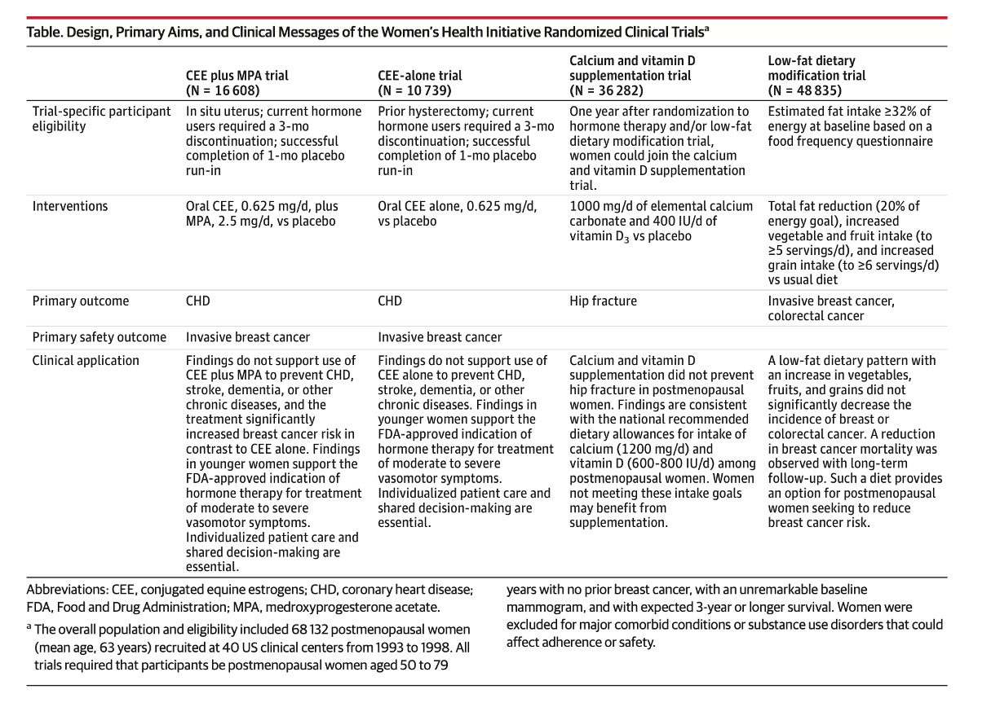 Table. Design, Primary Aims, and Clinical Messages of the Women's Health Initiative Randomized Clinical Trialsᵃ
CEE plus MPA trial
(N = 16 608)
CEE-alone trial
(N = 10 739)
Calcium and vitamin D
supplementation trial
(N = 36 282)
Low-fat dietary
modification trial
(N = 48 835)
Trial-specific participant
eligibility
In situ uterus; current hormone
users required a 3-mo
discontinuation; successful
completion of 1-mo placebo
run-in
Prior hysterectomy; current
hormone users required a 3-mo
discontinuation; successful
completion of 1-mo placebo
run-in
One year after randomization to
hormone therapy and/or low-fat
dietary modification trial,
women could join the calcium
and vitamin D supplementation
trial.
Estimated fat intake ≥32% of
energy at baseline based on a
food frequency questionnaire
Interventions
Oral CEE, 0.625 mg/d, plus
MPA, 2.5 mg/d, vs placebo
Oral CEE alone, 0.625 mg/d,
vs placebo
1000 mg/d of elemental calcium
carbonate and 400 IU/d of
vitamin D₃ vs placebo
Total fat reduction (20% of
energy goal), increased
vegetable and fruit intake (to
≥5 servings/d), and increased
grain intake (to ≥6 servings/d)
vs usual diet
Primary outcome
CHD
CHD
Hip fracture
Invasive breast cancer,
colorectal cancer
Primary safety outcome
Invasive breast cancer
Invasive breast cancer
Clinical application
Findings do not support use of
CEE plus MPA to prevent CHD,
stroke, dementia, or other
chronic diseases, and the
treatment significantly
increased breast cancer risk in
contrast to CEE alone. Findings
in younger women support the
FDA-approved indication of
hormone therapy for treatment
of moderate to severe
vasomotor symptoms.
Individualized patient care and
shared decision-making are
essential.
Findings do not support use of
CEE alone to prevent CHD,
stroke, dementia, or other
chronic diseases. Findings in
younger women support the
FDA-approved indication of
hormone therapy for treatment
of moderate to severe
vasomotor symptoms.
Individualized patient care and
shared decision-making are
essential.
Calcium and vitamin D
supplementation did not prevent
hip fracture in postmenopausal
women. Findings are consistent
with the national recommended
dietary allowances for intake of
calcium (1200 mg/d) and
vitamin D (600-800 IU/d) among
postmenopausal women. Women
not meeting these intake goals
may benefit from
supplementation.
A low-fat dietary pattern with
an increase in vegetables,
fruits, and grains did not
significantly decrease the
incidence of breast or
colorectal cancer. A reduction
in breast cancer mortality was
observed with long-term
follow-up. Such a diet provides
an option for postmenopausal
women seeking to reduce
breast cancer risk.
Abbreviations: CEE, conjugated equine estrogens; CHD, coronary heart disease;
FDA, Food and Drug Administration; MPA, medroxyprogesterone acetate.
ᵃ The overall population and eligibility included 68 132 postmenopausal women
(mean age, 63 years) recruited at 40 US clinical centers from 1993 to 1998. All
trials required that participants be postmenopausal women aged 50 to 79
years with no prior breast cancer, with an unremarkable baseline
mammogram, and with expected 3-year or longer survival. Women were
excluded for major comorbid conditions or substance use disorders that could
affect adherence or safety.